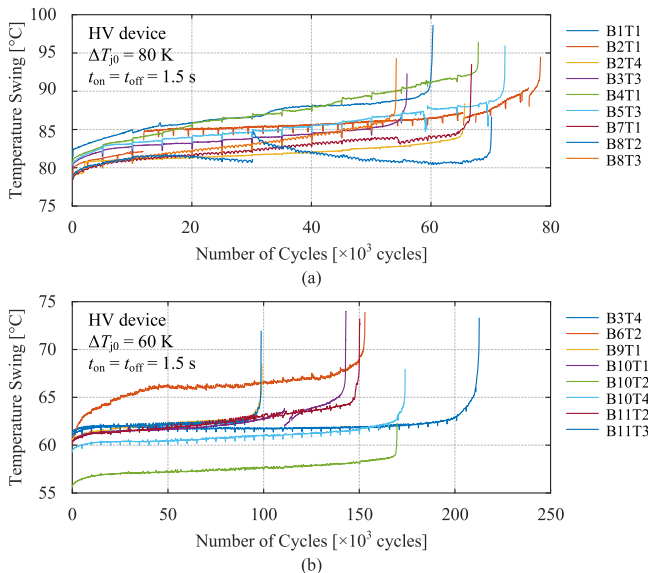 HV device
ΔTj0 = 80 K
ton = toff = 1.5 s
Temperature Swing [°C]
100
95
90
85
80
75
0
20
40
60
80
Number of Cycles [×10³ cycles]
(a)
B1T1
B2T1
B2T4
B3T3
B4T1
B5T3
B7T1
B8T2
B8T3
HV device
ΔTj0 = 60 K
ton = toff = 1.5 s
Temperature Swing [°C]
75
70
65
60
55
0
50
100
150
200
250
Number of Cycles [×10³ cycles]
(b)
B3T4
B6T2
B9T1
B10T1
B10T2
B10T4
B11T2
B11T3